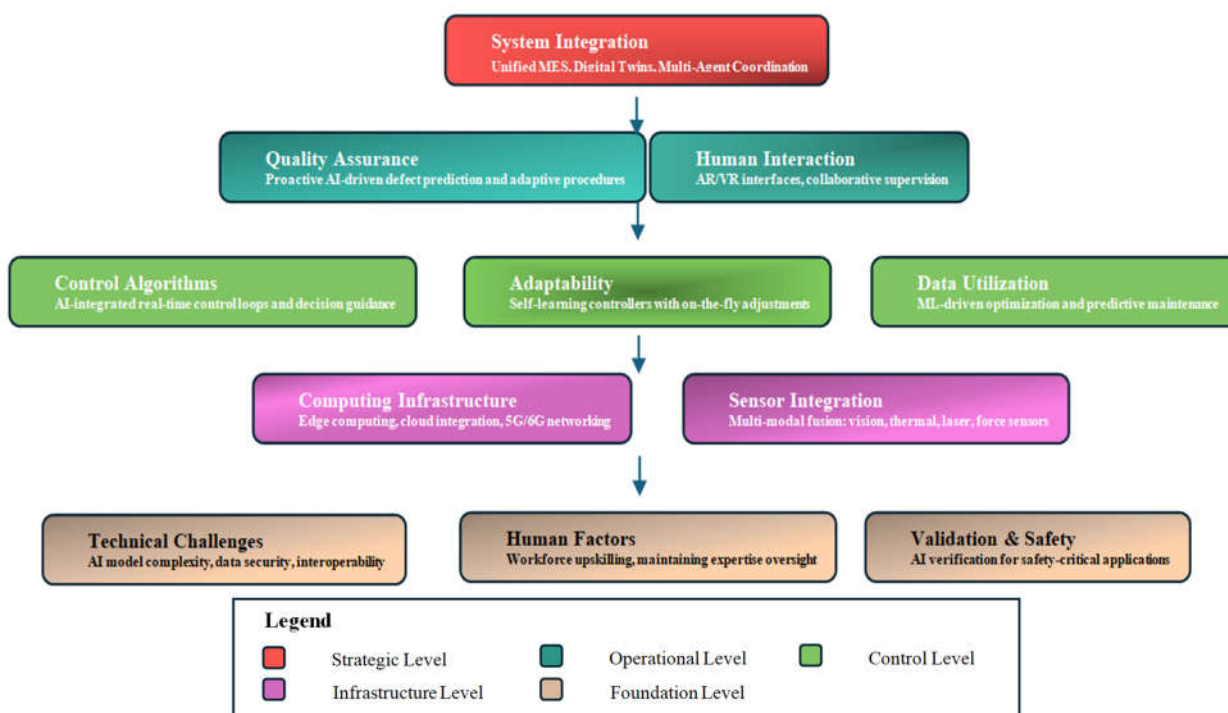 System Integration
Unified MES, Digital Twins, Multi-Agent Coordination
Quality Assurance
Proactive AI-driven defect prediction and adaptive procedures
Human Interaction
AR/VR interfaces, collaborative supervision
Control Algorithms
AI-integrated real-time control loops and decision guidance
Adaptability
Self-learning controllers with on-the-fly adjustments
Data Utilization
ML-driven optimization and predictive maintenance
Computing Infrastructure
Edge computing, cloud integration, 5G/6G networking
Sensor Integration
Multi-modal fusion: vision, thermal, laser, force sensors
Technical Challenges
AI model complexity, data security, interoperability
Human Factors
Workforce upskilling, maintaining expertise oversight
Validation & Safety
AI verification for safety-critical applications
Legend
Strategic Level
Operational Level
Control Level
Infrastructure Level
Foundation Level